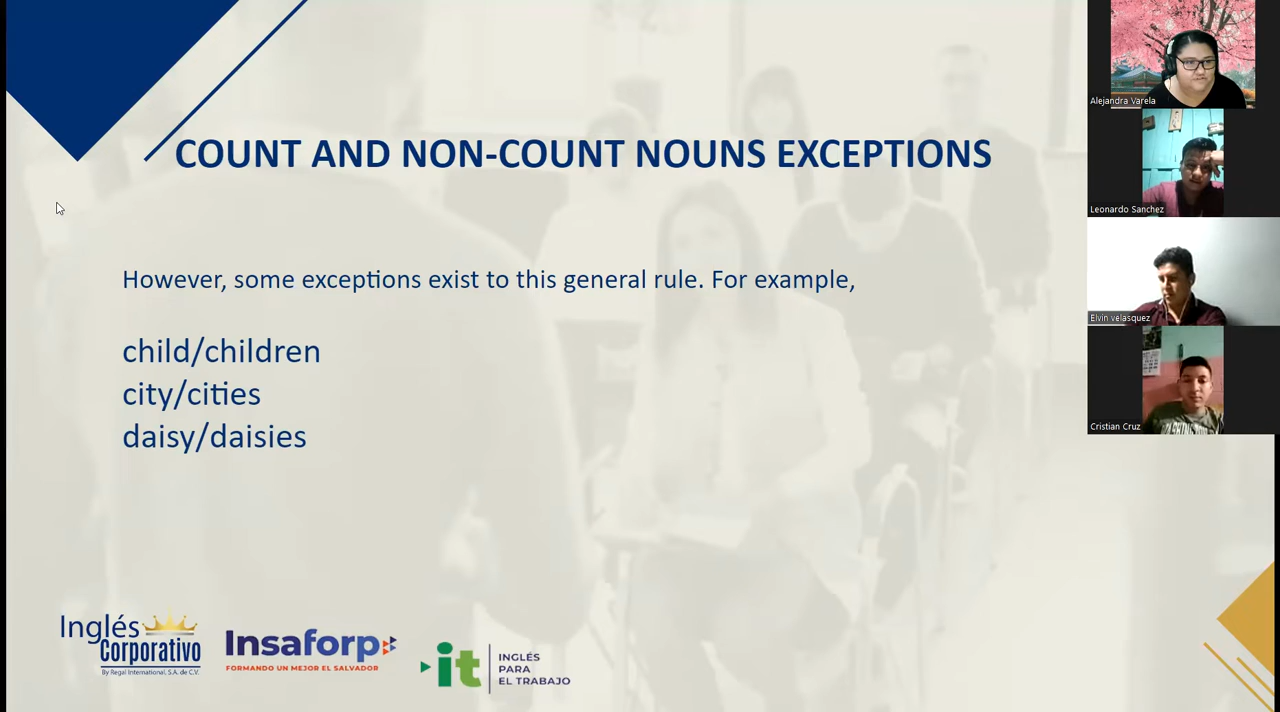 COUNT AND NON-COUNT NOUNS EXCEPTIONS
However, some exceptions exist to this general rule. For example,
child/children
city/cities
daisy/daisies
Inglés
Corporativo
By Regal International, S.A. de C.V.
Insaforp
FORMANDO UN MEJOR EL SALVADOR
it
INGLÉS
PARA
EL TRABAJO
Alejandra Varela
Leonardo Sanchez
Elvin velasquez
Cristian Cruz